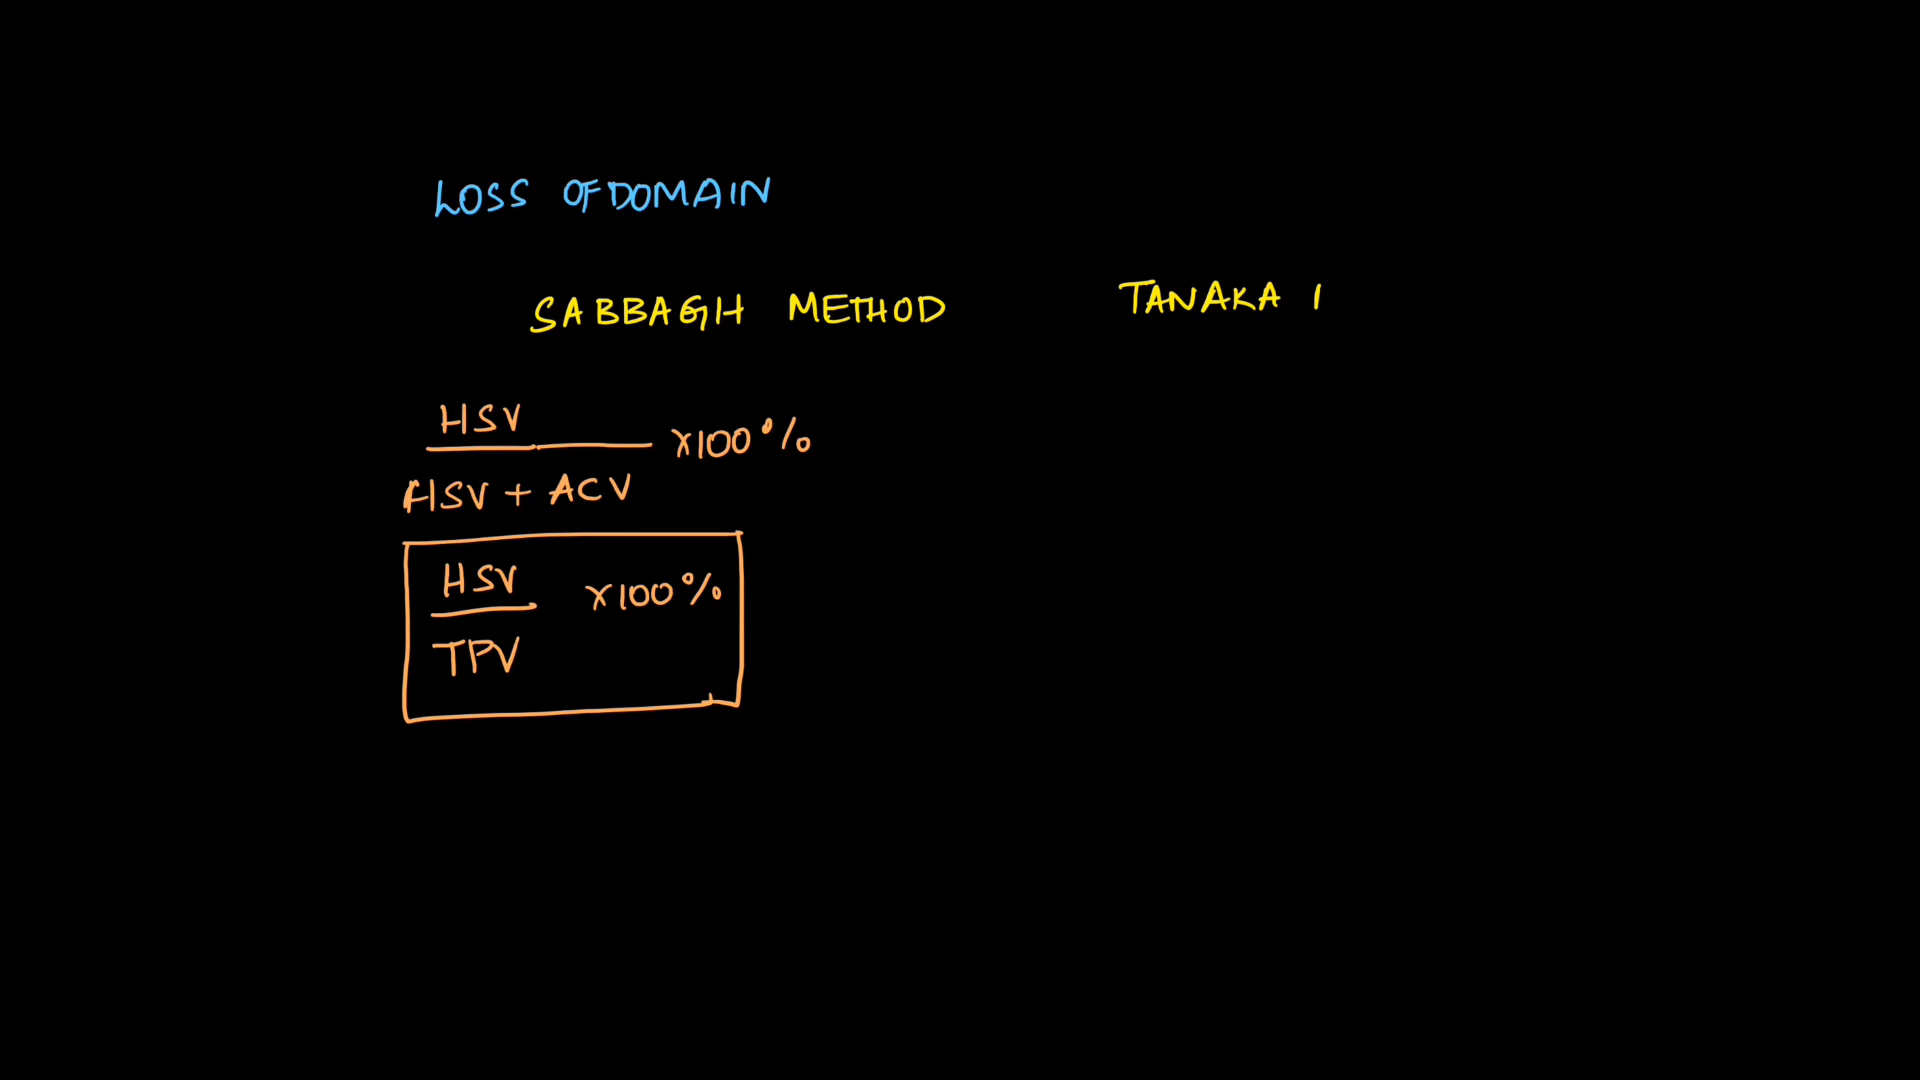 LOSS OF DOMAIN
SABBAGH METHOD
TANAKA I
HSV
HSV + ACV
x100%
HSV
TPV
x100%